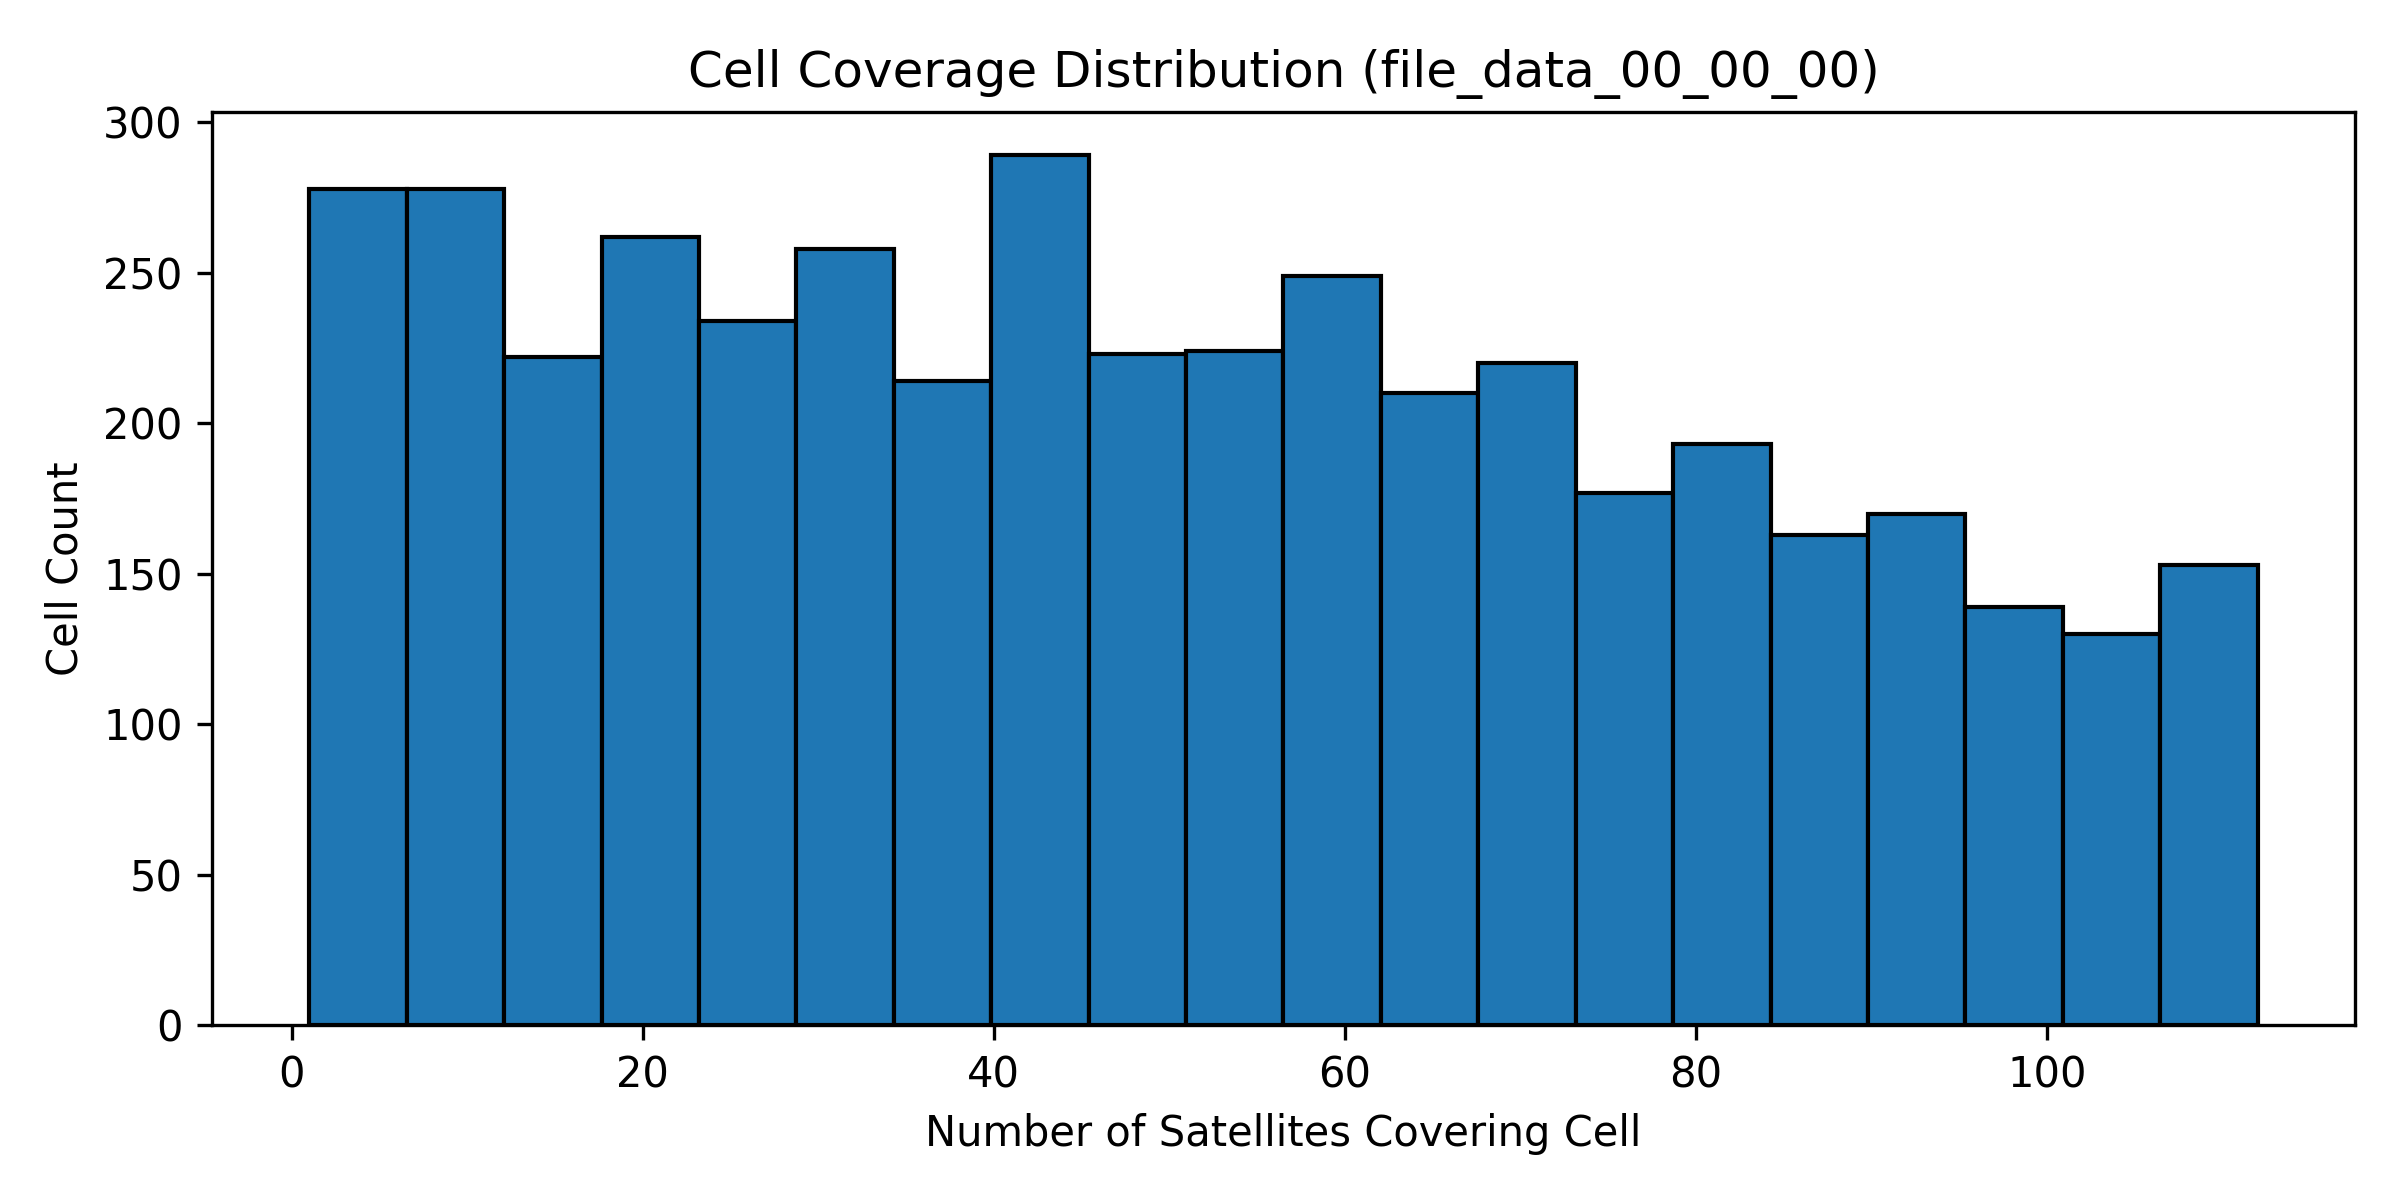 Cell Coverage Distribution (file_data_00_00_00)
300
250
200
150
100
50
0
Cell Count
0 20 40 60 80 100
Number of Satellites Covering Cell